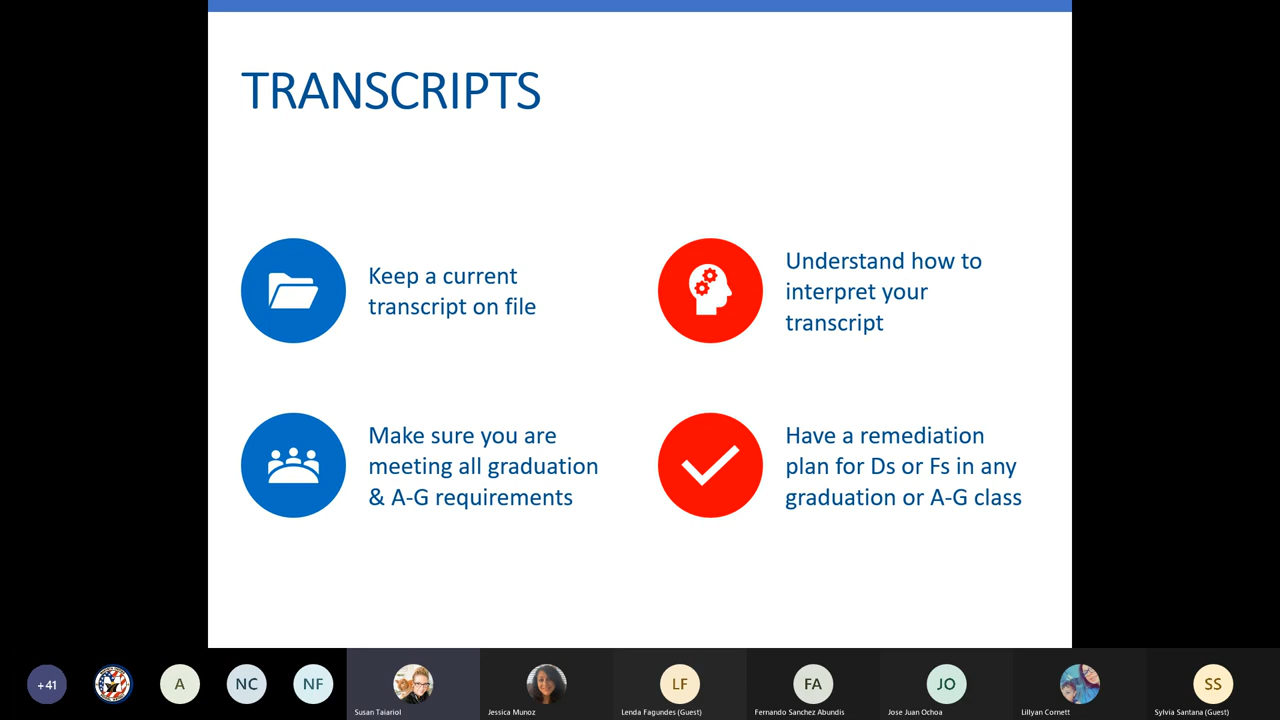 TRANSCRIPTS
Keep a current
transcript on file
Understand how to
interpret your
transcript
Make sure you are
meeting all graduation
& A-G requirements
Have a remediation
plan for Ds or Fs in any
graduation or A-G class
+41
A
NC
NF
Susan Taiariol
Jessica Munoz
LF
Lenda Fagundes (Guest)
FA
Fernando Sanchez Abundis
JO
Jose Juan Ochoa
Lillyan Cornett
SS
Sylvia Santana (Guest)